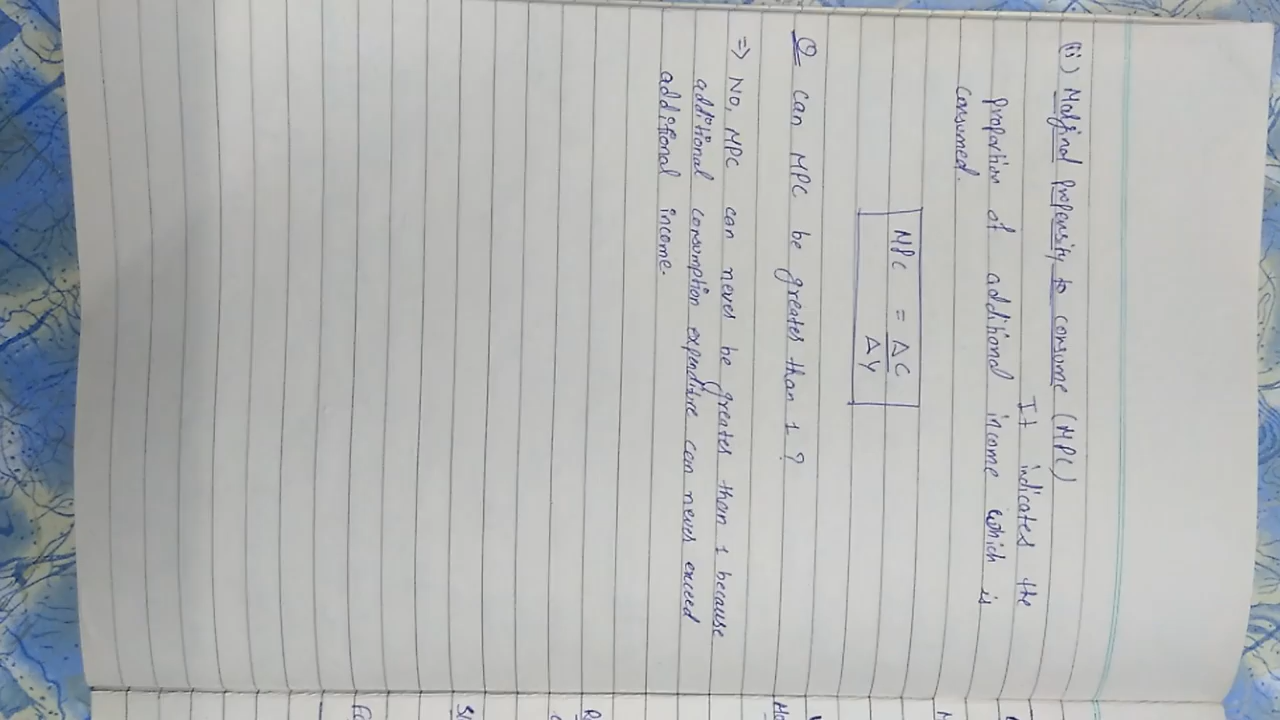 (ii) Marginal propensity to consume (MPC)
It indicates the
proportion of additional income which is
consumed.
MPC = ΔC
ΔY
Q can MPC be greater than 1 ?
=> No, MPC can never be greater than 1 because
additional consumption expenditure can never exceed
additional income.